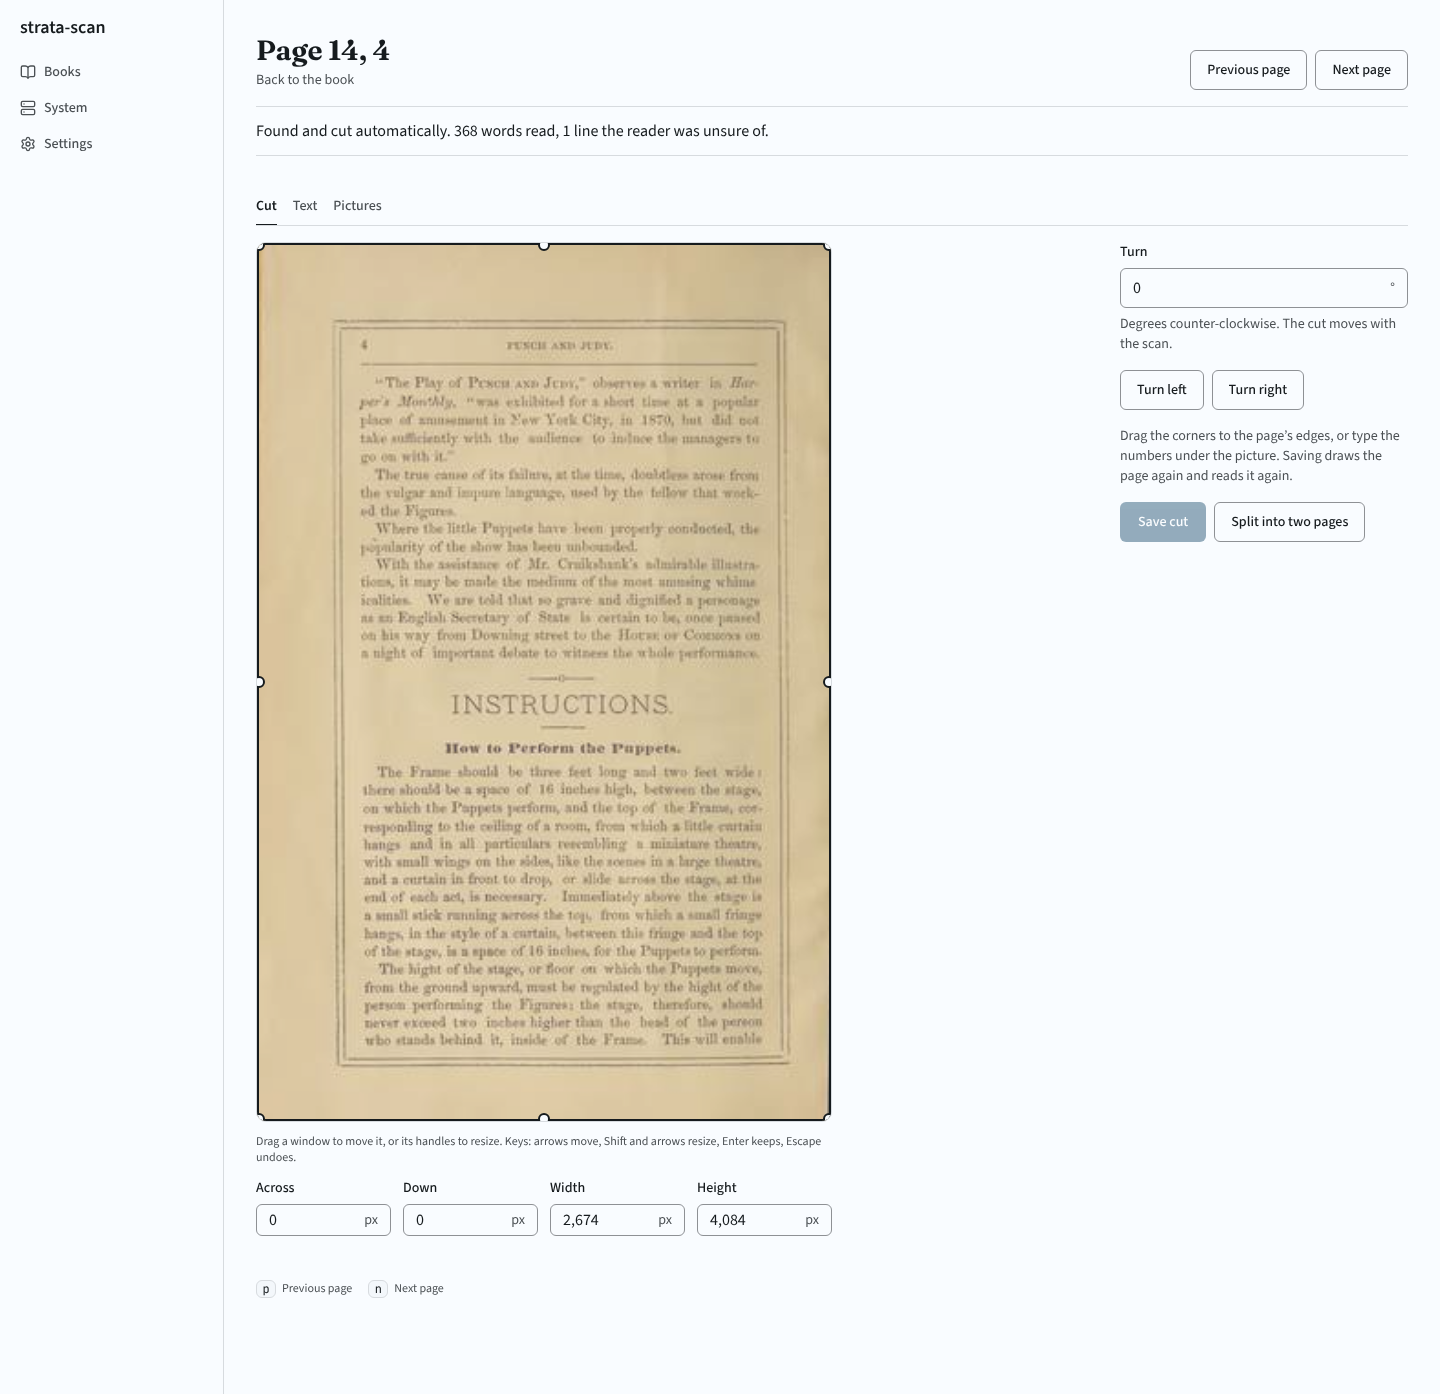 strata-scan
Books
System
Settings
Page 14, 4
Back to the book
Previous page
Next page
Found and cut automatically. 368 words read, 1 line the reader was unsure of.
Cut
Text
Pictures
4
PUNCH AND JUDY.
"The Play of PUNCH AND JUDY," observes a writer in Har-
per's Monthly, "was exhibited for a short time at a popular
place of amusement in New York City, in 1870, but did not
take sufficiently with the audience to induce the managers to
go on with it."
The true cause of its failure, at the time, doubtless arose from
the vulgar and impure language, used by the fellow that work-
ed the Figures.
Where the little Puppets have been properly conducted, the
popularity of the show has been unbounded.
With the assistance of Mr. Cruikshank's admirable illustra-
tions, it may be made the medium of the most amusing whims
icalities. We are told that so grave and dignified a personage
as an English Secretary of State is certain to be, once paused
on his way from Downing street to the HOUSE OF COMMONS on
a night of important debate to witness the whole performance.
INSTRUCTIONS.
How to Perform the Puppets.
The Frame should be three feet long and two feet wide:
there should be a space of 16 inches high, between the stage,
on which the Puppets perform, and the top of the Frame, cor-
responding to the ceiling of a room, from which a little curtain
hangs and in all particulars resembling a miniature theatre,
with small wings on the sides, like the scenes in a large theatre,
and a curtain in front to drop, or slide across the stage, at the
end of each act, is necessary. Immediately above the stage is
a small stick running across the top, from which a small fringe
hangs, in the style of a curtain, between this fringe and the top
of the stage, is a space of 16 inches, for the Puppets to perform.
The hight of the stage, or floor on which the Puppets move,
from the ground upward, must be regulated by the hight of the
person performing the Figures; the stage, therefore, should
never exceed two inches higher than the head of the person
who stands behind it, inside of the Frame. This will enable
Turn
0 °
Degrees counter-clockwise. The cut moves with
the scan.
Turn left
Turn right
Drag the corners to the page's edges, or type the
numbers under the picture. Saving draws the
page again and reads it again.
Save cut
Split into two pages
Drag a window to move it, or its handles to resize. Keys: arrows move, Shift and arrows resize, Enter keeps, Escape
undoes.
Across
Down
Width
Height
0 px
0 px
2,674 px
4,084 px
p Previous page
n Next page